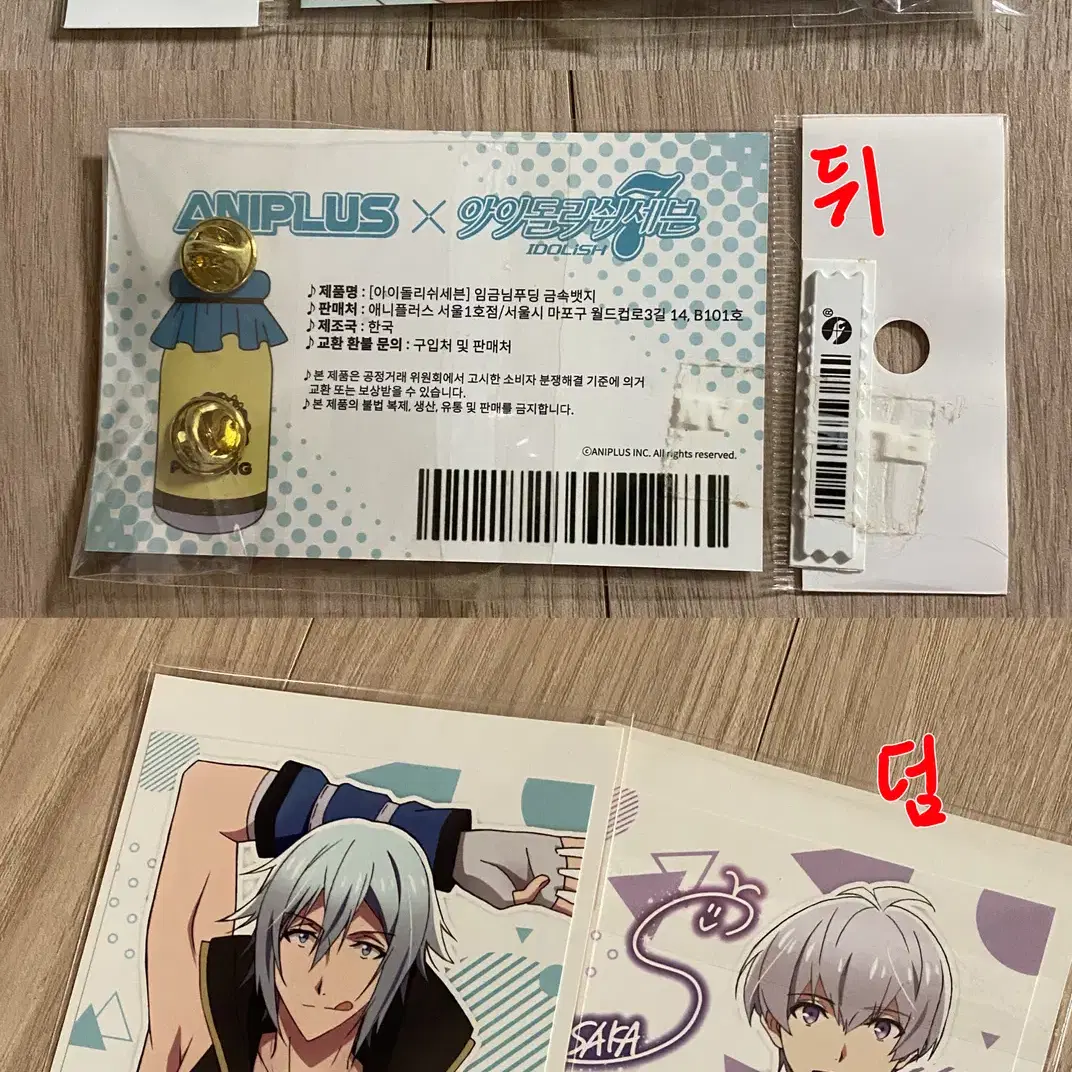 뒤
ANIPLUS × 아이돌리쉬세븐
IDOLiSH
♪제품명 : [아이돌리쉬세븐] 임금님푸딩 금속뱃지
♪판매처 : 애니플러스 서울1호점/서울시 마포구 월드컵로3길 14, B101호
♪제조국 : 한국
♪교환 환불 문의 : 구입처 및 판매처
♪본 제품은 공정거래 위원회에서 고시한 소비자 분쟁해결 기준에 의거
교환 또는 보상받을 수 있습니다.
♪본 제품의 불법 복제, 생산, 유통 및 판매를 금지합니다.
©ANIPLUS INC. All rights reserved.
덤